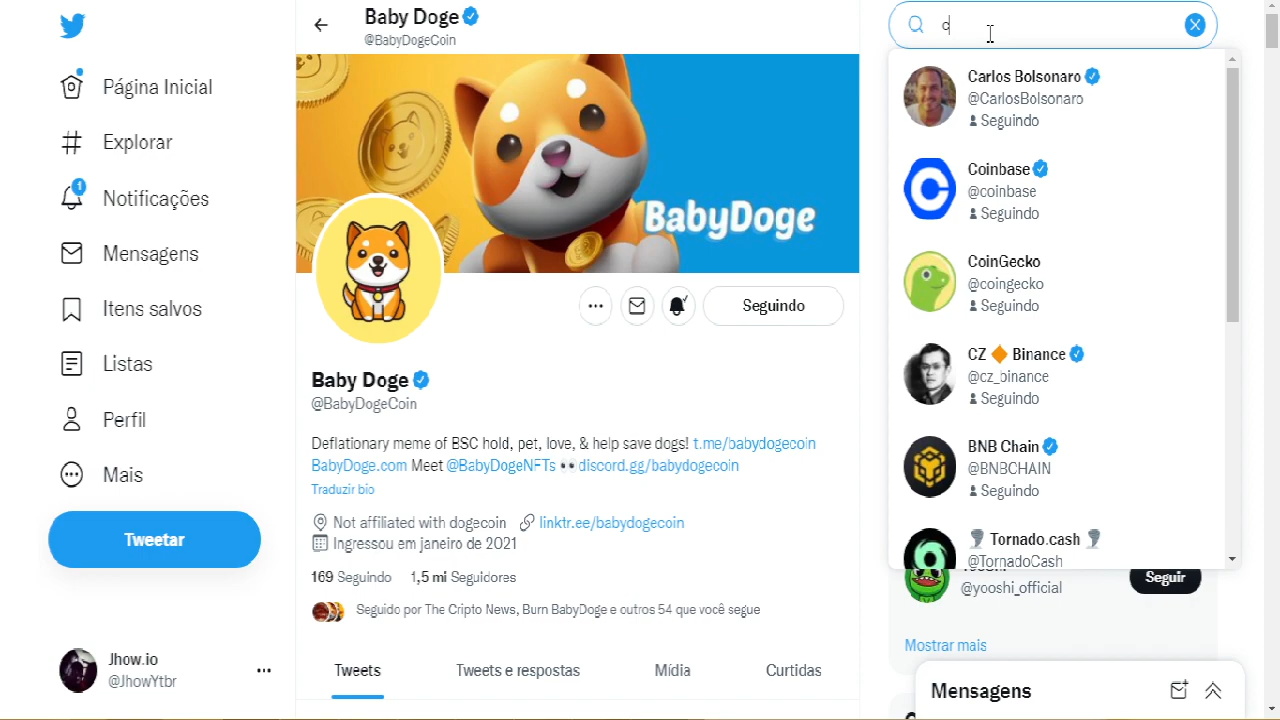 Página Inicial
Explorar
1
Notificações
Mensagens
Itens salvos
Listas
Perfil
Mais
Tweetar
Jhow.io
@JhowYtbr
Baby Doge
@BabyDogeCoin
BabyDoge
Seguindo
Baby Doge
@BabyDogeCoin
Deflationary meme of BSC hold, pet, love, & help save dogs! t.me/babydogecoin
BabyDoge.com Meet @BabyDogeNFTs 👀discord.gg/babydogecoin
Traduzir bio
Not affiliated with dogecoin linktr.ee/babydogecoin
Ingressou em janeiro de 2021
169 Seguindo 1,5 mi Seguidores
Seguido por The Cripto News, Burn BabyDoge e outros 54 que você segue
Tweets Tweets e respostas Mídia Curtidas
c
Carlos Bolsonaro
@CarlosBolsonaro
Seguindo
Coinbase
@coinbase
Seguindo
CoinGecko
@coingecko
Seguindo
CZ 🔶 Binance
@cz_binance
Seguindo
BNB Chain
@BNBCHAIN
Seguindo
🌪 Tornado.cash 🌪
@TornadoCash
@yooshi_official
Seguir
Mostrar mais
Mensagens